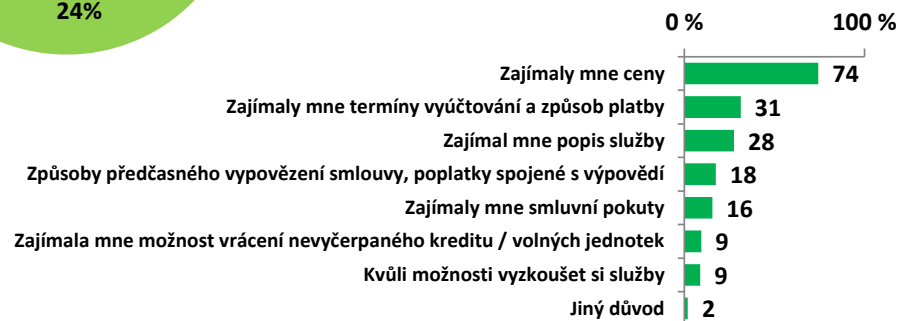 24%
0 %
100 %
Zajímaly mne ceny 74
Zajímaly mne termíny vyúčtování a způsob platby 31
Zajímal mne popis služby 28
Způsoby předčasného vypovězení smlouvy, poplatky spojené s výpovědí 18
Zajímaly mne smluvní pokuty 16
Zajímala mne možnost vrácení nevyčerpaného kreditu / volných jednotek 9
Kvůli možnosti vyzkoušet si služby 9
Jiný důvod 2